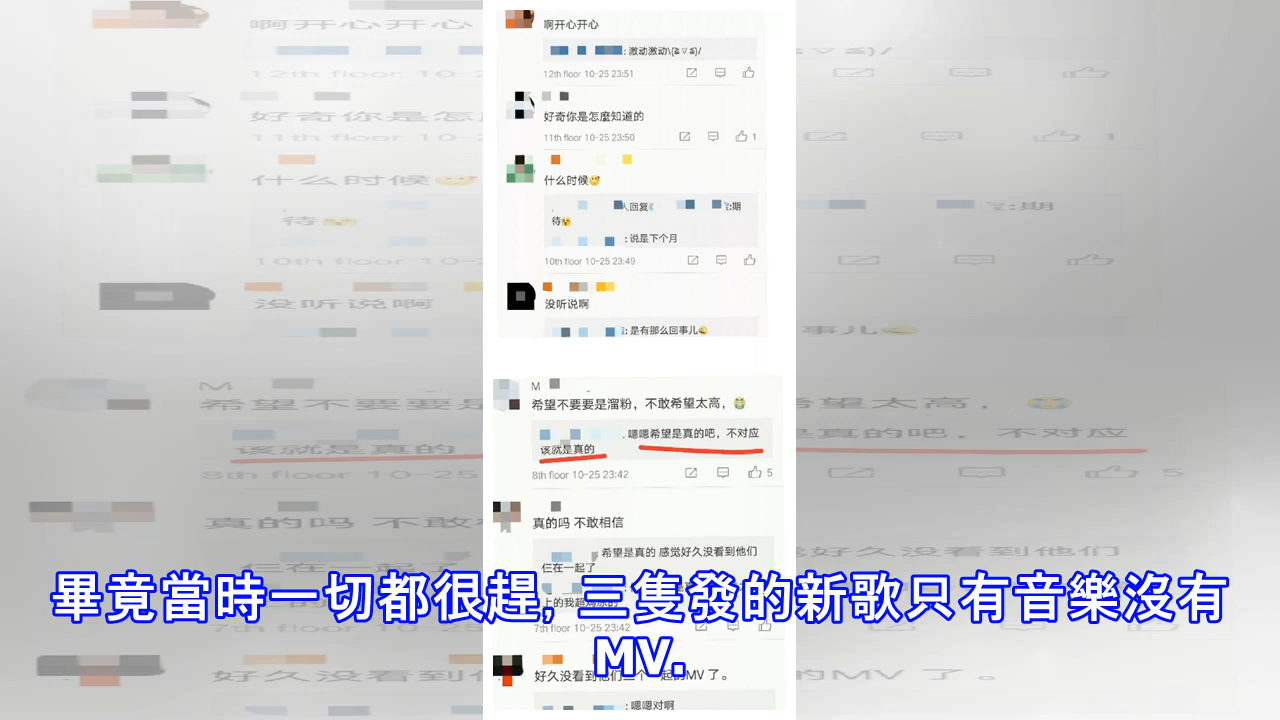 啊开心开心
: 激动激动\(≧▽≦)/
12th floor 10-25 23:51
好奇你是怎麼知道的
11th floor 10-25 23:50
1
什么时候
人回复
:期
待
: 说是下个月
10th floor 10-25 23:49
没听说啊
: 是有那么回事儿
M
希望不要要是溜粉，不敢希望太高，
嗯嗯希望是真的吧，不对应
该就是真的
8th floor 10-25 23:42
5
真的吗 不敢相信
希望是真的 感觉好久没看到他们
仨在一起了
7th floor 10-25 23:42
畢竟當時一切都很趕, 三隻發的新歌只有音樂沒有
MV.
好久没看到他们三个一起的MV 了。
: 嗯嗯对啊